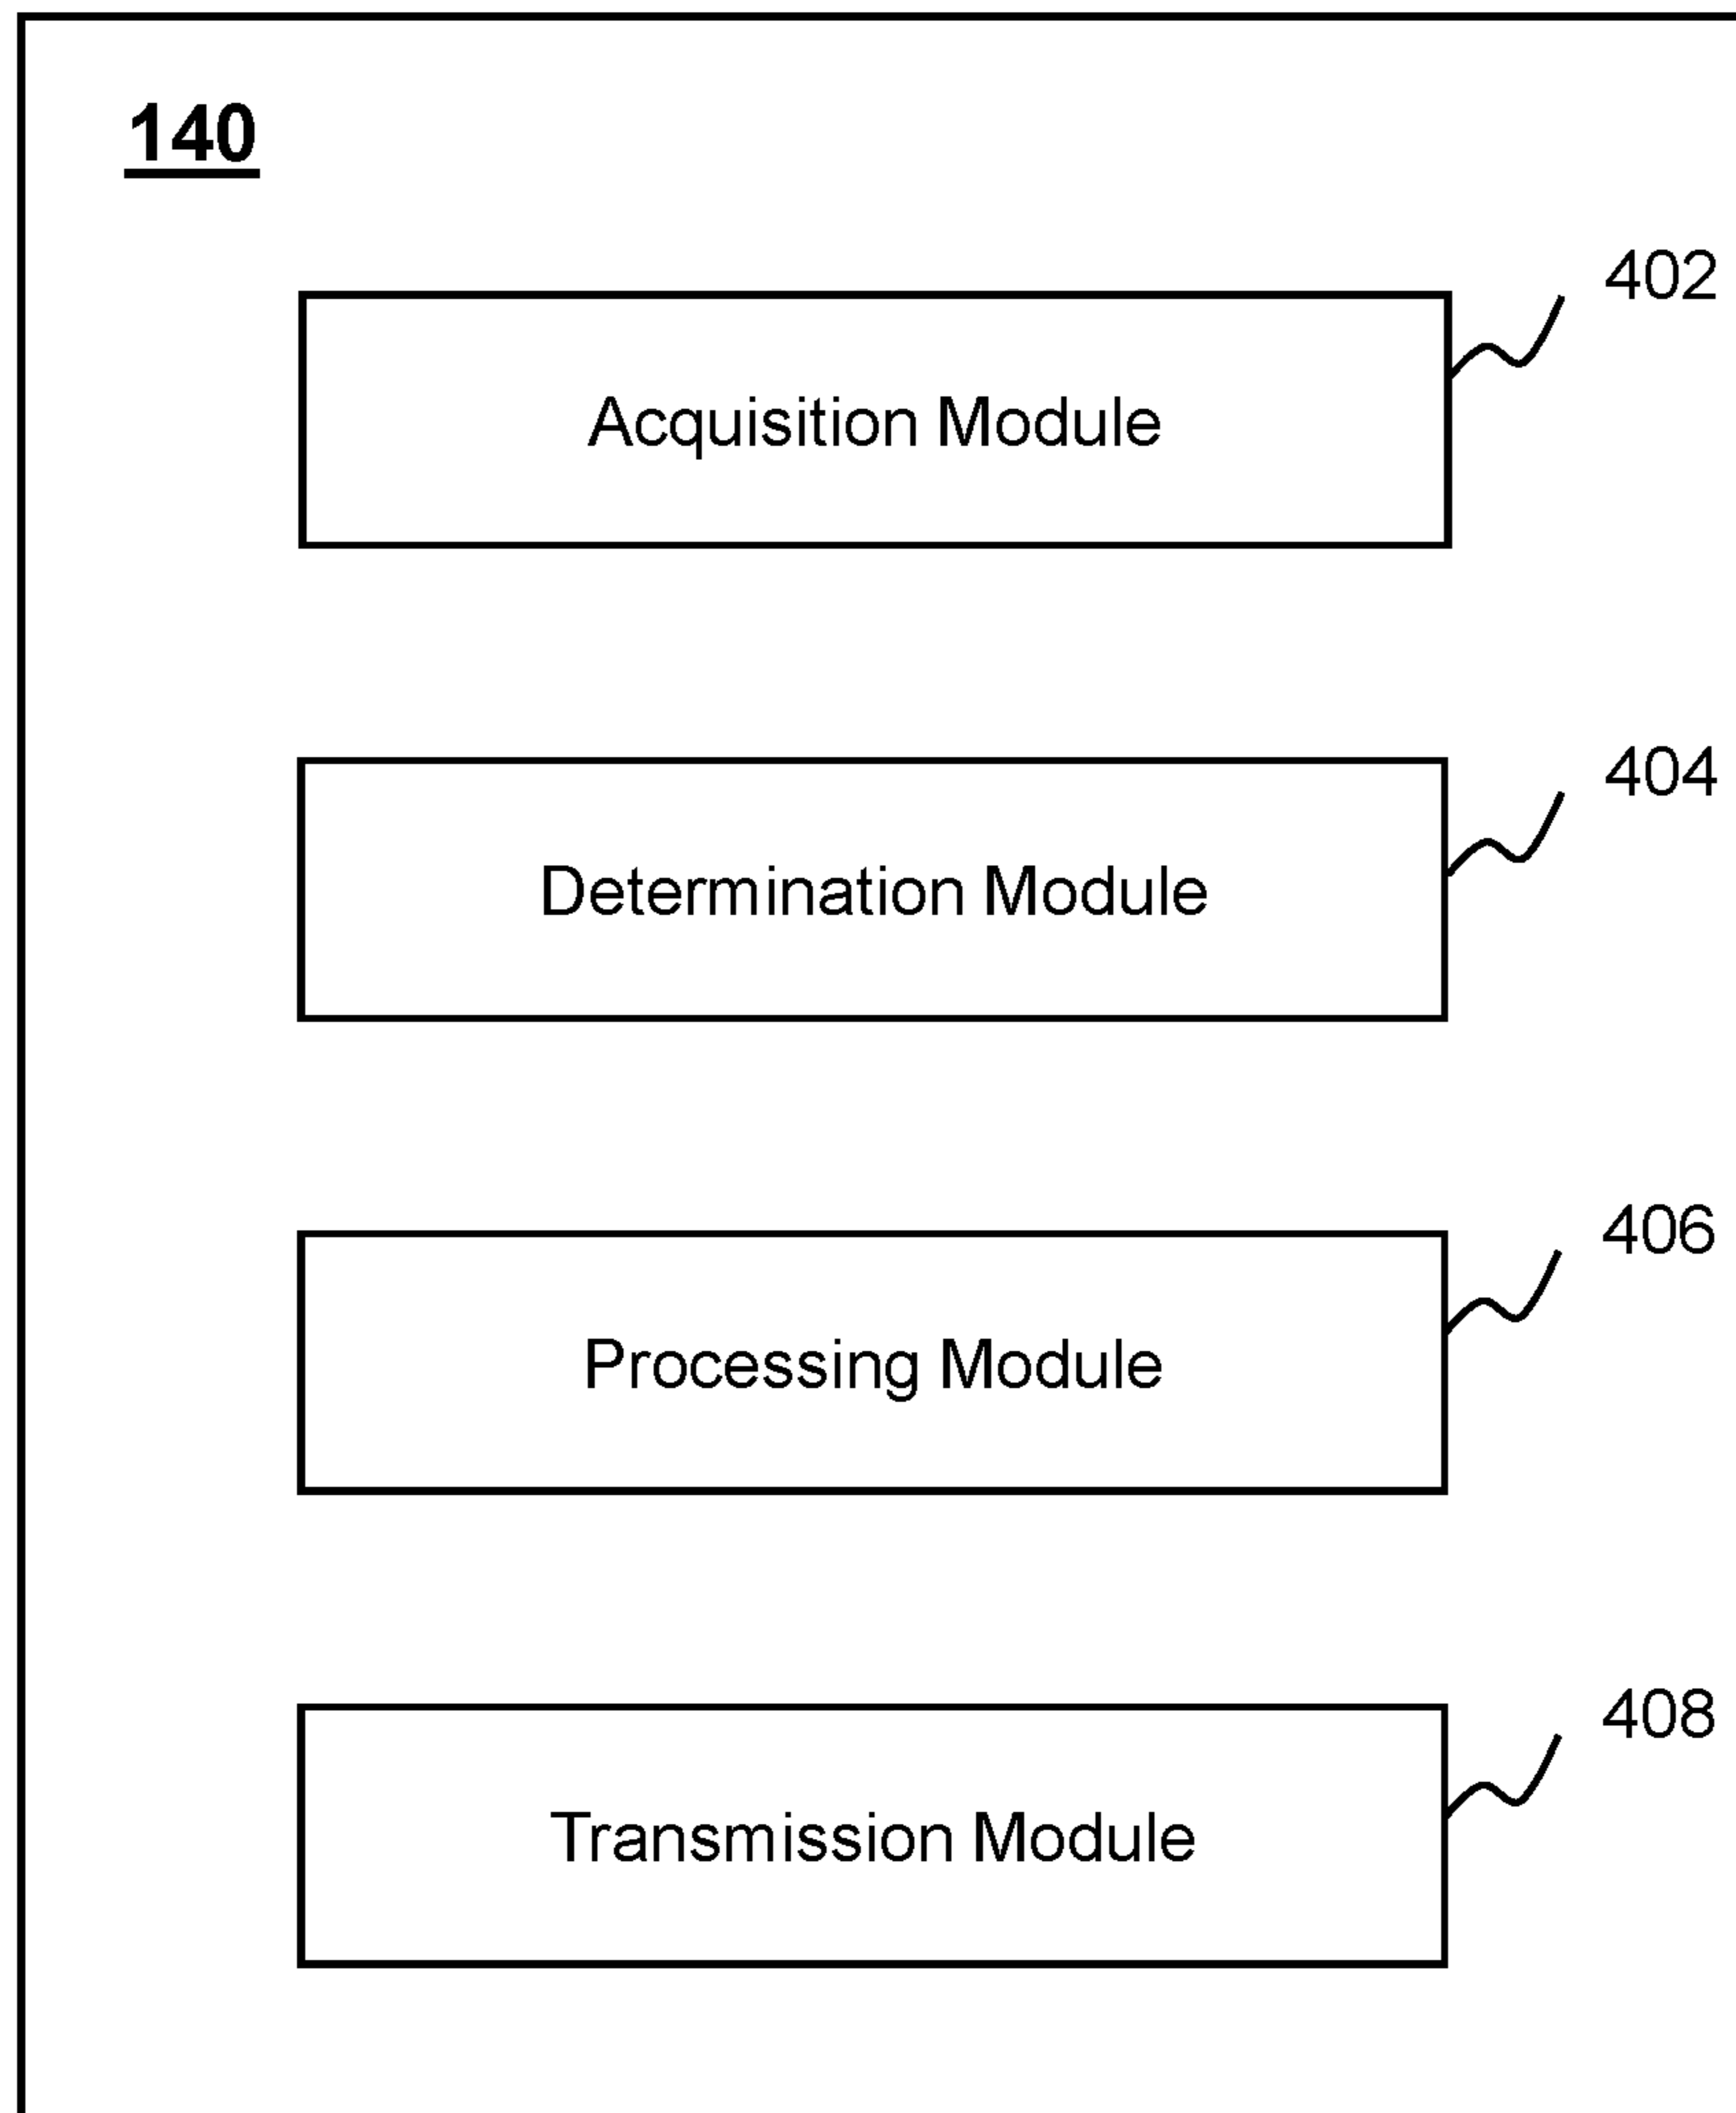 140
402
Acquisition Module
404
Determination Module
406
Processing Module
408
Transmission Module